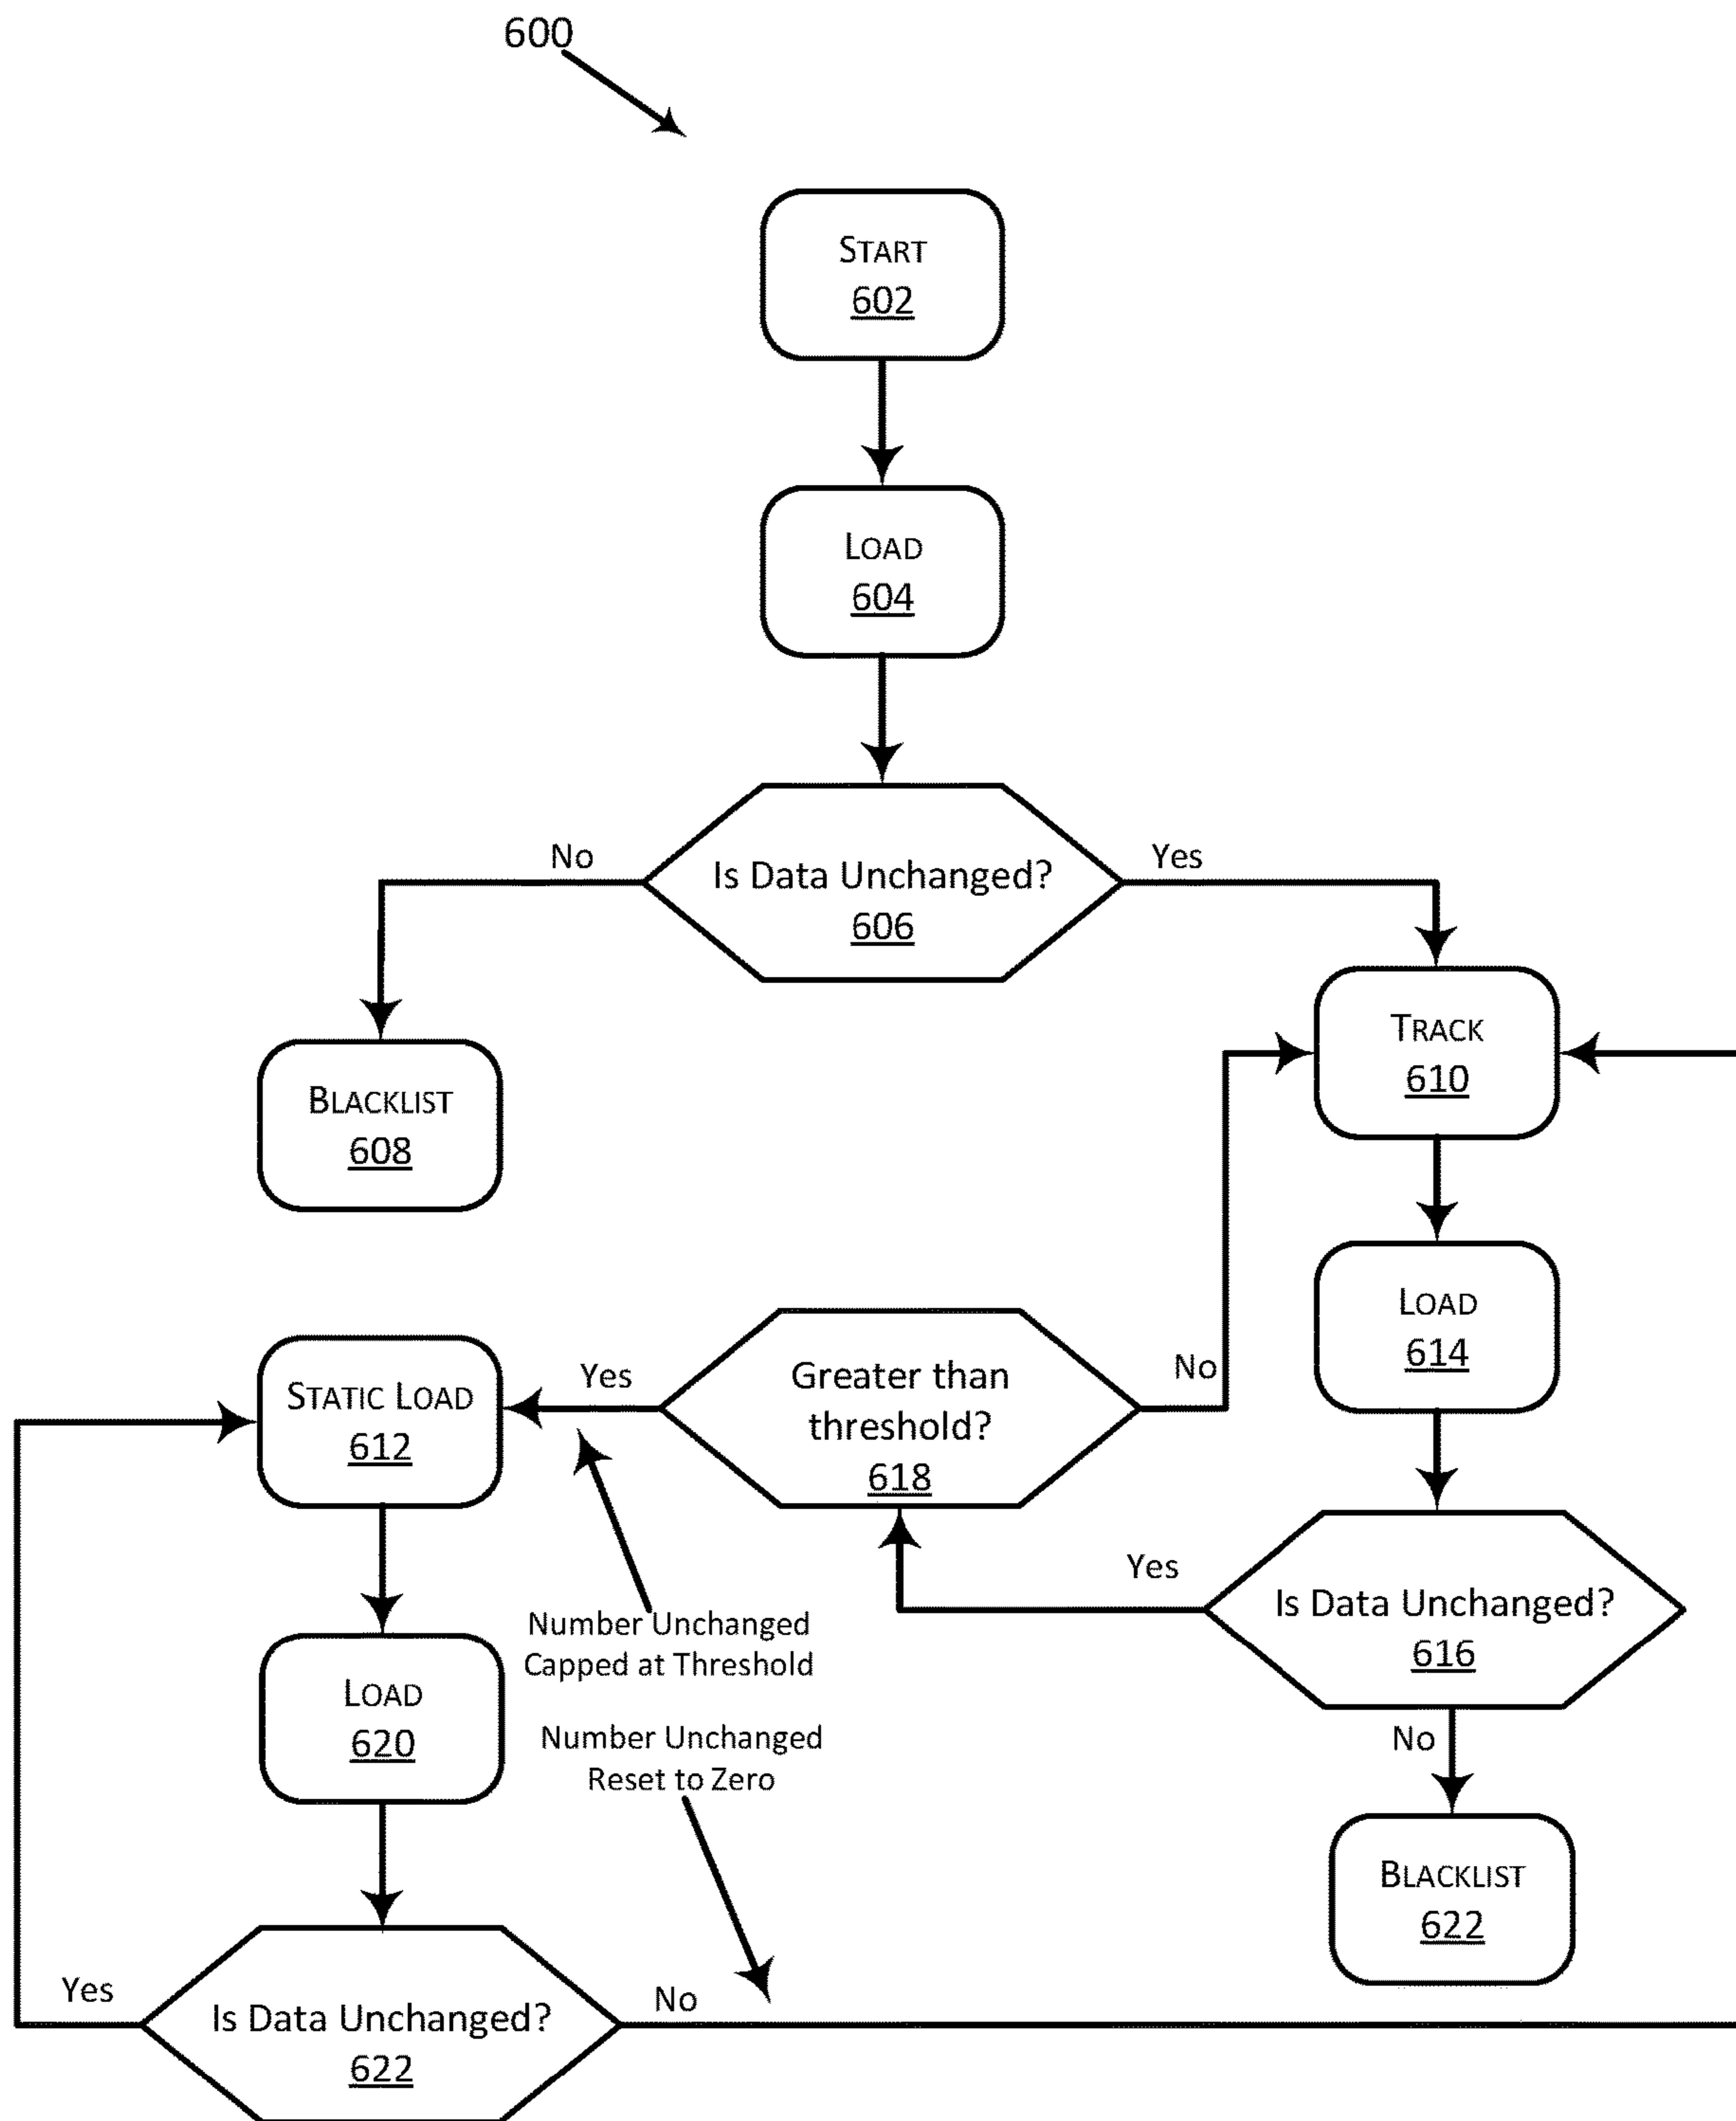 600
START
602
LOAD
604
No
Yes
Is Data Unchanged?
606
TRACK
610
BLACKLIST
608
LOAD
614
STATIC LOAD
612
Yes
Greater than
threshold?
618
No
Yes
Is Data Unchanged?
616
Number Unchanged
Capped at Threshold
LOAD
620
Number Unchanged
Reset to Zero
No
BLACKLIST
622
Yes
Is Data Unchanged?
622
No